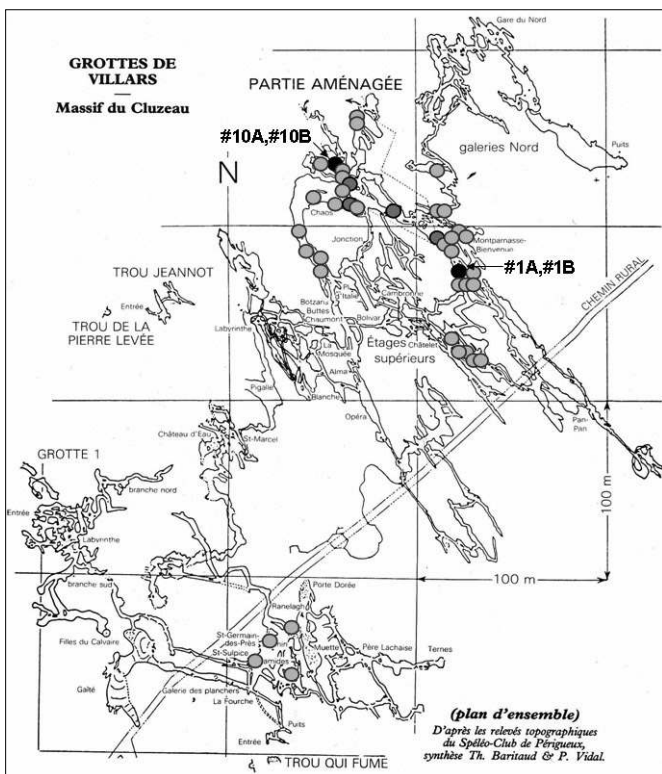 GROTTES DE
VILLARS
Massif du Cluzeau
PARTIE AMÉNAGÉE
Gare du Nord
#10A,#10B
N
galeries Nord
Puits
Chaos
Jonction
Montparnasse-
Bienvenüe
#1A,#1B
CHEMIN RURAL
TROU JEANNOT
Entrée
TROU DE LA
PIERRE LEVÉE
d'Italie
Cambronne
Botzaris
Buttes
Chaumont
Bolivar
Labyrinthe
La
Mosquée
Étages
supérieurs
Châtelet
Alma
Pigalle
Blanche
Opéra
Pan-
Pan
Château d'Eau
St-Marcel
GROTTE 1
branche nord
Entrée
Labyrinthe
100 m
100 m
branche sud
Porte Dorée
Ranelagh
Filles du Calvaire
St-Germain-
des-Prés
St-Sulpice
Muette
Père Lachaise
Ternes
Gaîté
Galerie des planchers
La Fourche
Puits
Entrée
TROU QUI FUME
(plan d'ensemble)
D'après les relevés topographiques
du Spéléo-Club de Périgueux,
synthèse Th. Baritaud & P. Vidal.